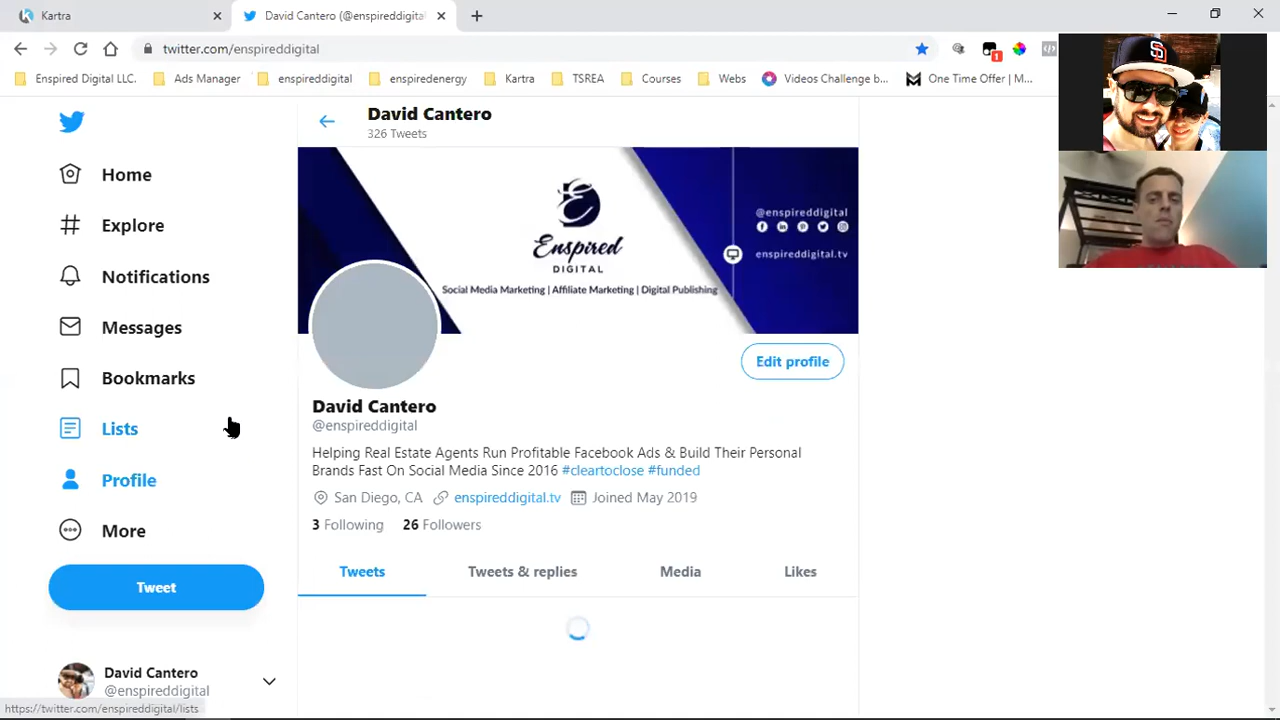 Kartra
David Cantero (@enspireddigital
twitter.com/enspireddigital
1
Enspired Digital LLC.
Ads Manager
enspireddigital
enspiredenergy
Kartra
TSREA
Courses
Webs
Videos Challenge b...
One Time Offer | M...
Home
Explore
Notifications
Messages
Bookmarks
Lists
Profile
More
Tweet
David Cantero
@enspireddigital
https://twitter.com/enspireddigital/lists
David Cantero
326 Tweets
E
Enspired
DIGITAL
Social Media Marketing | Affiliate Marketing | Digital Publishing
@enspireddigital
enspireddigital.tv
Edit profile
David Cantero
@enspireddigital
Helping Real Estate Agents Run Profitable Facebook Ads & Build Their Personal
Brands Fast On Social Media Since 2016 #cleartoclose #funded
San Diego, CA enspireddigital.tv Joined May 2019
3 Following 26 Followers
Tweets Tweets & replies Media Likes